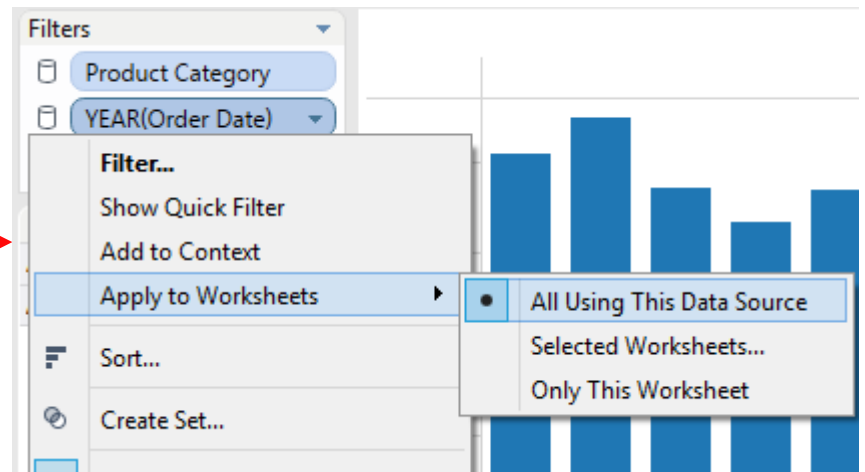 Filters
Product Category
YEAR(Order Date)
Filter...
Show Quick Filter
Add to Context
Apply to Worksheets
All Using This Data Source
Selected Worksheets...
Only This Worksheet
Sort...
Create Set...